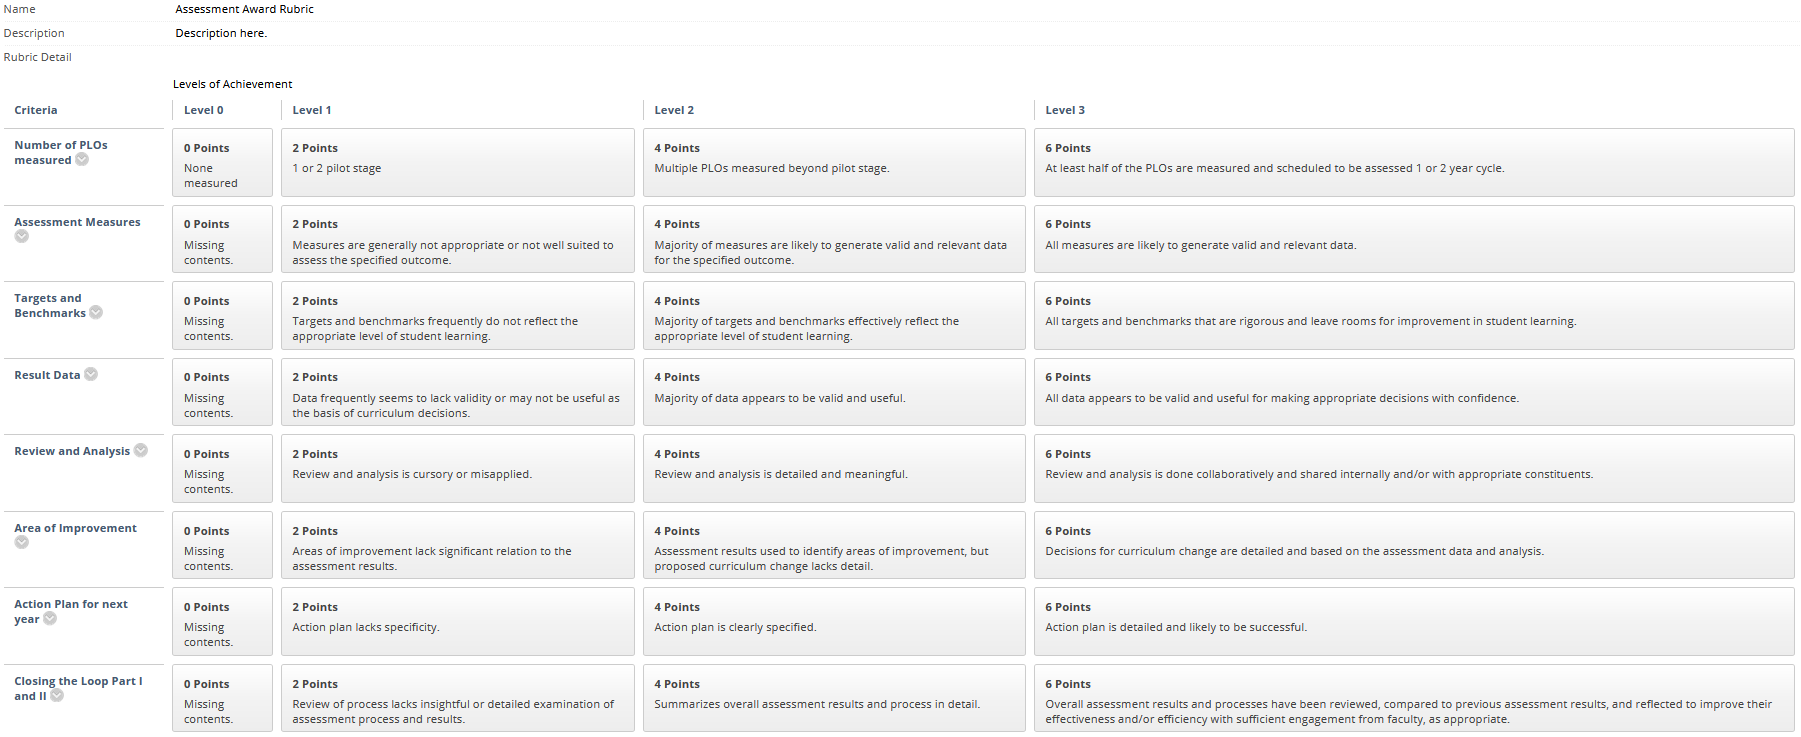 Name Assessment Award Rubric
Description Description here.
Rubric Detail
Levels of Achievement
Criteria Level 0 Level 1 Level 2 Level 3
Number of PLOs
measured
0 Points
None
measured
2 Points
1 or 2 pilot stage
4 Points
Multiple PLOs measured beyond pilot stage.
6 Points
At least half of the PLOs are measured and scheduled to be assessed 1 or 2 year cycle.
Assessment Measures
0 Points
Missing
contents.
2 Points
Measures are generally not appropriate or not well suited to
assess the specified outcome.
4 Points
Majority of measures are likely to generate valid and relevant data
for the specified outcome.
6 Points
All measures are likely to generate valid and relevant data.
Targets and
Benchmarks
0 Points
Missing
contents.
2 Points
Targets and benchmarks frequently do not reflect the
appropriate level of student learning.
4 Points
Majority of targets and benchmarks effectively reflect the
appropriate level of student learning.
6 Points
All targets and benchmarks that are rigorous and leave rooms for improvement in student learning.
Result Data
0 Points
Missing
contents.
2 Points
Data frequently seems to lack validity or may not be useful as
the basis of curriculum decisions.
4 Points
Majority of data appears to be valid and useful.
6 Points
All data appears to be valid and useful for making appropriate decisions with confidence.
Review and Analysis
0 Points
Missing
contents.
2 Points
Review and analysis is cursory or misapplied.
4 Points
Review and analysis is detailed and meaningful.
6 Points
Review and analysis is done collaboratively and shared internally and/or with appropriate constituents.
Area of Improvement
0 Points
Missing
contents.
2 Points
Areas of improvement lack significant relation to the
assessment results.
4 Points
Assessment results used to identify areas of improvement, but
proposed curriculum change lacks detail.
6 Points
Decisions for curriculum change are detailed and based on the assessment data and analysis.
Action Plan for next
year
0 Points
Missing
contents.
2 Points
Action plan lacks specificity.
4 Points
Action plan is clearly specified.
6 Points
Action plan is detailed and likely to be successful.
Closing the Loop Part I
and II
0 Points
Missing
contents.
2 Points
Review of process lacks insightful or detailed examination of
assessment process and results.
4 Points
Summarizes overall assessment results and process in detail.
6 Points
Overall assessment results and processes have been reviewed, compared to previous assessment results, and reflected to improve their
effectiveness and/or efficiency with sufficient engagement from faculty, as appropriate.